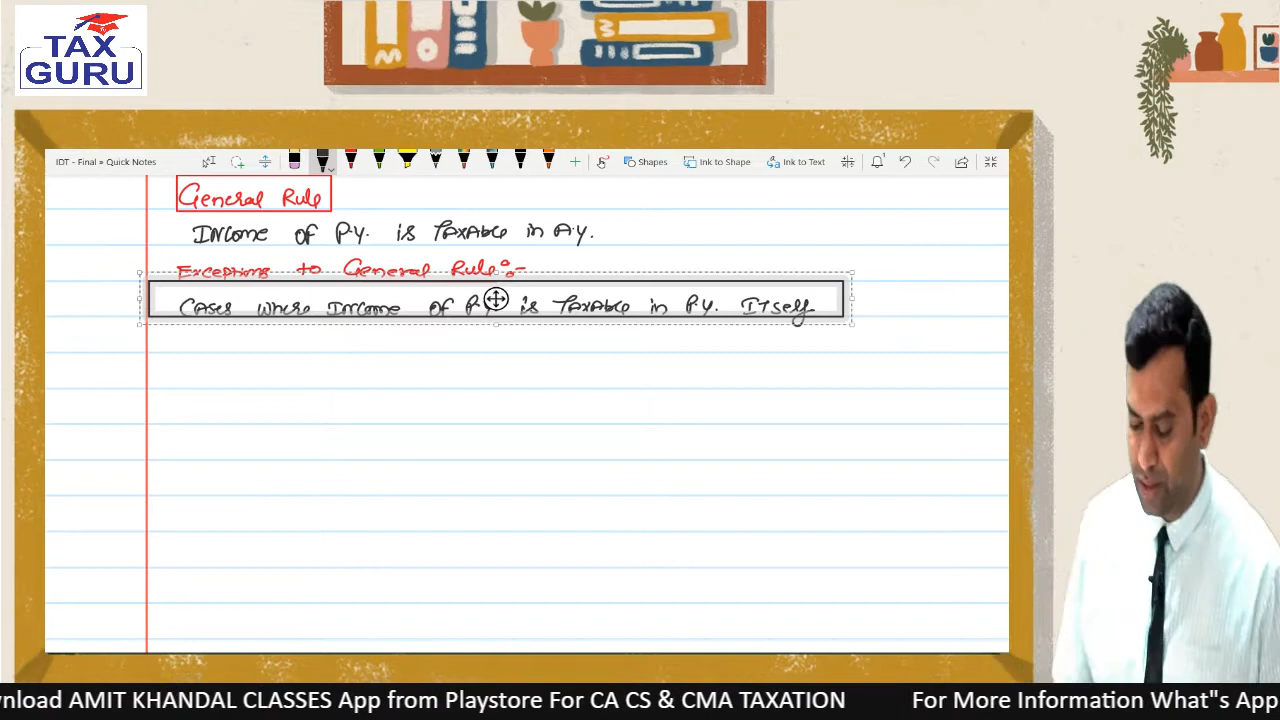 TAX
GURU
IDT - Final » Quick Notes
Shapes
Ink to Shape
Ink to Text
General Rule
Income of P.Y. is Taxable in A.Y.
Exceptions to General Rule :-
Cases where Income of P.Y. is Taxable in P.Y. Itself
wnload AMIT KHANDAL CLASSES App from Playstore For CA CS & CMA TAXATION For More Information What"s App